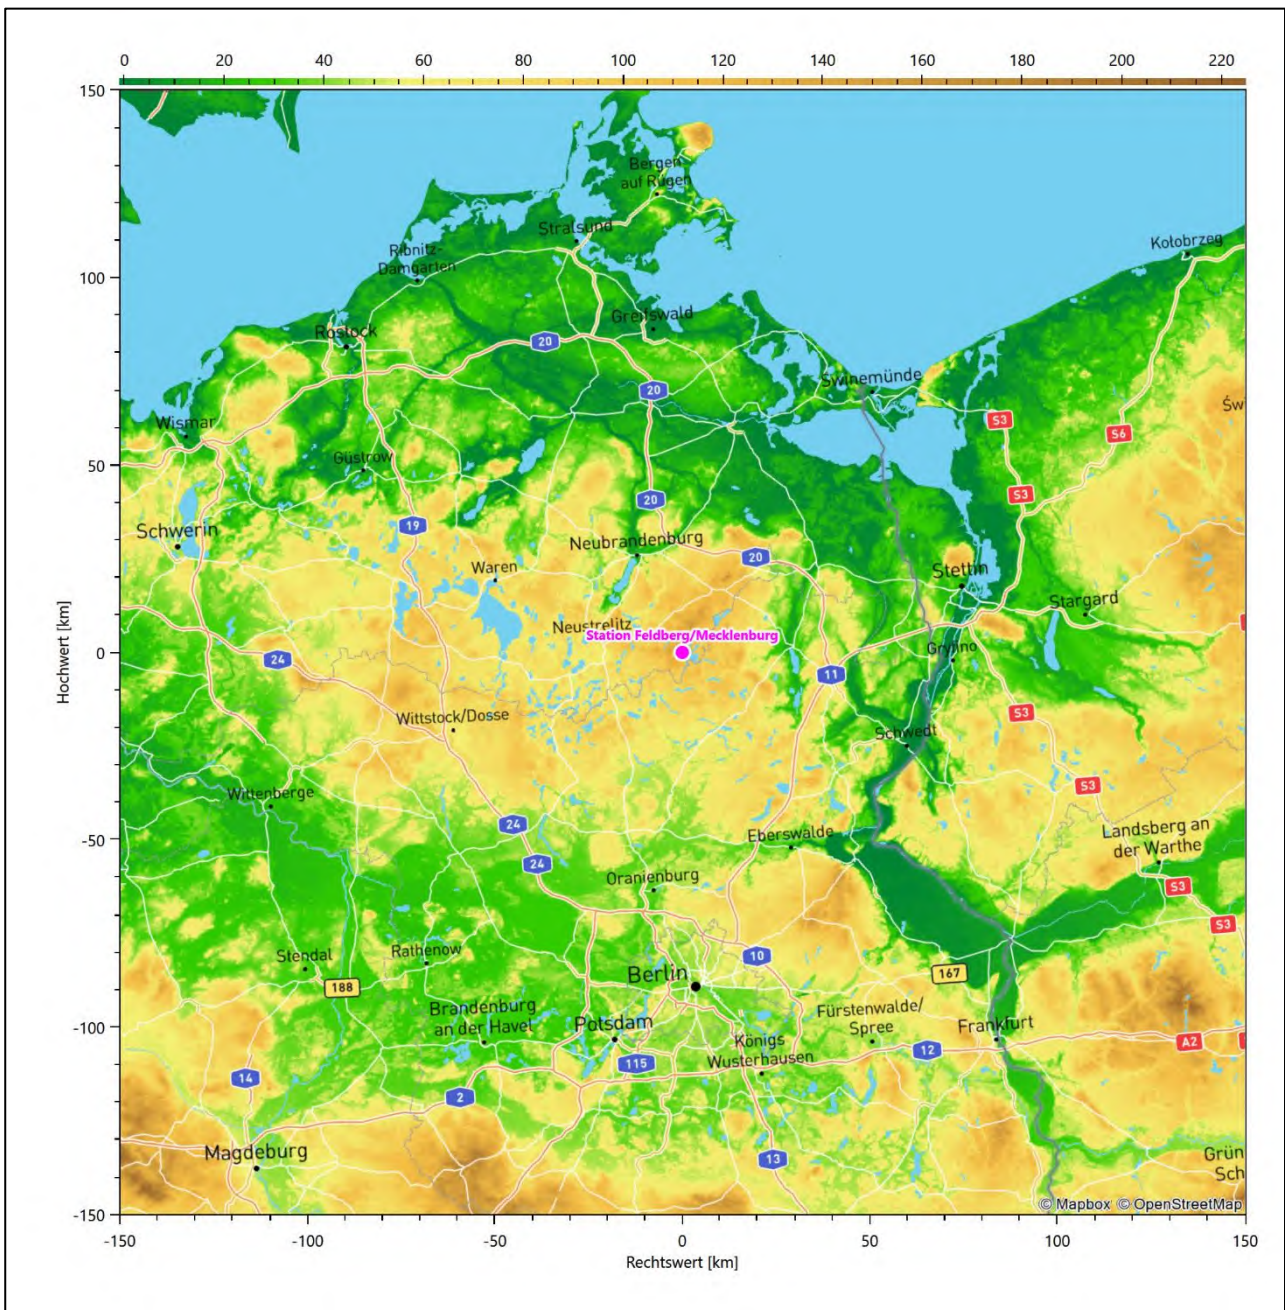 0 20 40 60 80 100 120 140 160 180 200 220
150
Bergen
auf Rügen
Stralsund
Kołobrzeg
Ribnitz-
Damgarten
100
Greifswald
Rostock
20
20
Swinemünde
Św
Wismar
S3
S6
Güstrow
50
20
S3
19
Schwerin
Neubrandenburg
20
Waren
Stettin
Stargard
Neustrelitz
Station Feldberg/Mecklenburg
Hochwert [km]
0
24
11
Gryfino
Wittstock/Dosse
S3
Schwedt
Wittenberge
S3
24
-50
Eberswalde
Landsberg an
der Warthe
24
Oranienburg
S3
S3
Stendal
Rathenow
10
Berlin
167
188
Brandenburg
an der Havel
Potsdam
Fürstenwalde/
Spree
Frankfurt
-100
Königs
Wusterhausen
12
A2
115
14
2
Magdeburg
13
Grün
Sch
© Mapbox © OpenStreetMap
-150
-150 -100 -50 0 50 100 150
Rechtswert [km]